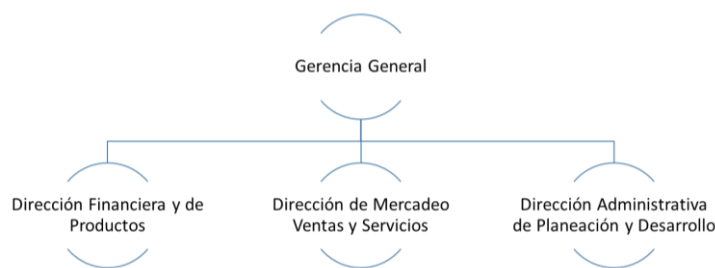 Gerencia General
Dirección Financiera y de
Productos
Dirección de Mercadeo
Ventas y Servicios
Dirección Administrativa
de Planeación y Desarrollo